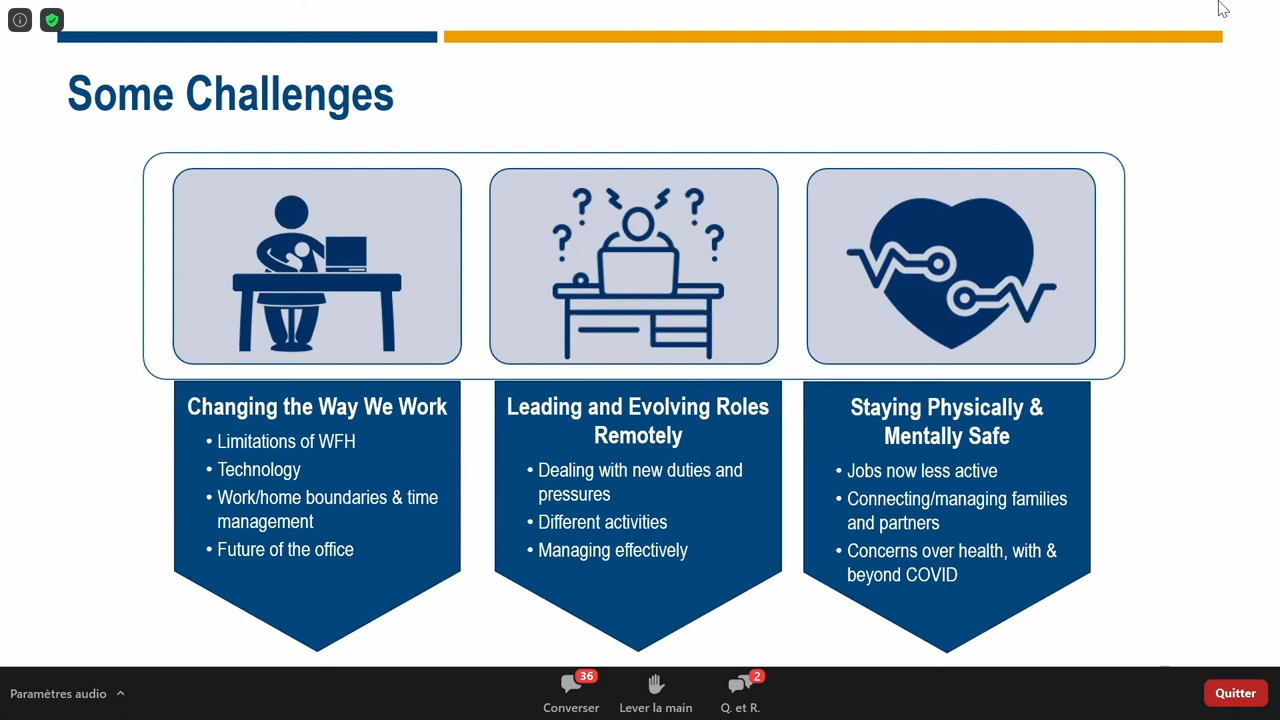 Some Challenges
Changing the Way We Work
• Limitations of WFH
• Technology
• Work/home boundaries & time
management
• Future of the office
Leading and Evolving Roles
Remotely
• Dealing with new duties and
pressures
• Different activities
• Managing effectively
Staying Physically &
Mentally Safe
• Jobs now less active
• Connecting/managing families
and partners
• Concerns over health, with &
beyond COVID
Paramètres audio
36
Converser
Lever la main
2
Q. et R.
Quitter